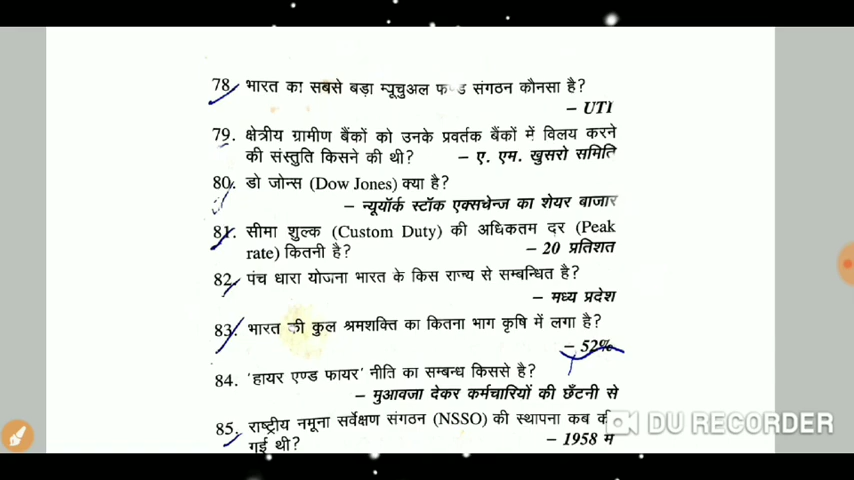 78. भारत का सबसे बड़ा म्यूचुअल फण्ड संगठन कौनसा है?
– UTI
79. क्षेत्रीय ग्रामीण बैंकों को उनके प्रवर्तक बैंकों में विलय करने
की संस्तुति किसने की थी? – ए. एम. खुसरो समिति
80. डो जोन्स (Dow Jones) क्या है?
– न्यूयॉर्क स्टॉक एक्सचेन्ज का शेयर बाजार
81. सीमा शुल्क (Custom Duty) की अधिकतम दर (Peak
rate) कितनी है? – 20 प्रतिशत
82. पंच धारा योजना भारत के किस राज्य से सम्बन्धित है?
– मध्य प्रदेश
83. भारत की कुल श्रमशक्ति का कितना भाग कृषि में लगा है?
– 52%
84. 'हायर एण्ड फायर' नीति का सम्बन्ध किससे है?
– मुआवजा देकर कर्मचारियों की छँटनी से
85. राष्ट्रीय नमूना सर्वेक्षण संगठन (NSSO) की स्थापना कब की
गई थी? – 1958 म
DU RECORDER